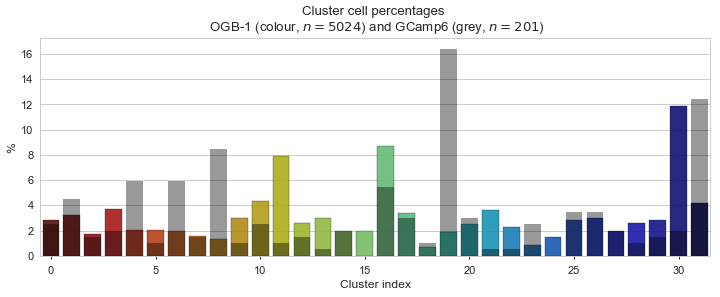 Cluster cell percentages
OGB-1 (colour, n = 5024) and GCamp6 (grey, n = 201)
16
14
12
10
8
6
4
2
0
%
0 5 10 15 20 25 30
Cluster index